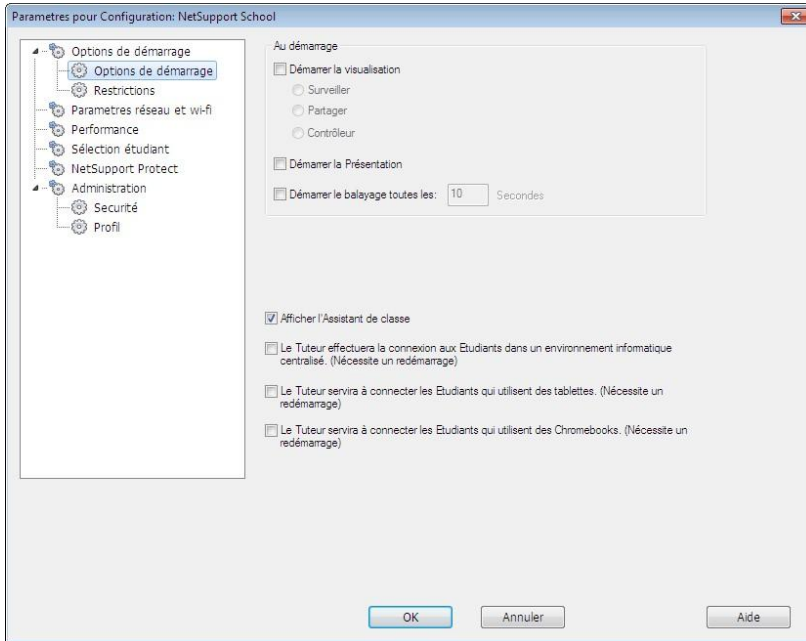 Parametres pour Configuration: NetSupport School
Options de démarrage
Options de démarrage
Restrictions
Parametres réseau et wi-fi
Performance
Sélection étudiant
NetSupport Protect
Administration
Securité
Profil
Au démarrage
Démarrer la visualisation
Surveiller
Partager
Contrôleur
Démarrer la Présentation
Démarrer le balayage toutes les: 10 Secondes
Afficher l'Assistant de classe
Le Tuteur effectuera la connexion aux Etudiants dans un environnement informatique
centralisé. (Nécessite un redémarrage)
Le Tuteur servira à connecter les Etudiants qui utilisent des tablettes. (Nécessite un
redémarrage)
Le Tuteur servira à connecter les Etudiants qui utilisent des Chromebooks. (Nécessite un
redémarrage)
OK Annuler Aide